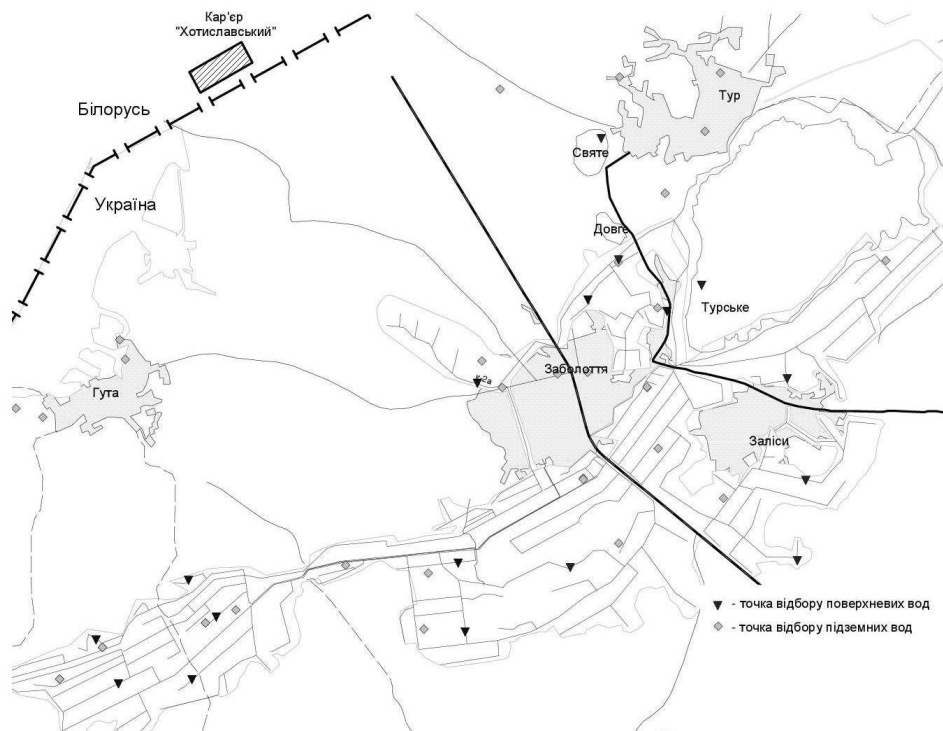 Кар'єр
"Хотиславський"
Білорусь
Україна
Тур
Святе
Довге
Турське
Заболоття
к-2а
Гута
Заліси
- точка відбору поверхневих вод
- точка відбору підземних вод